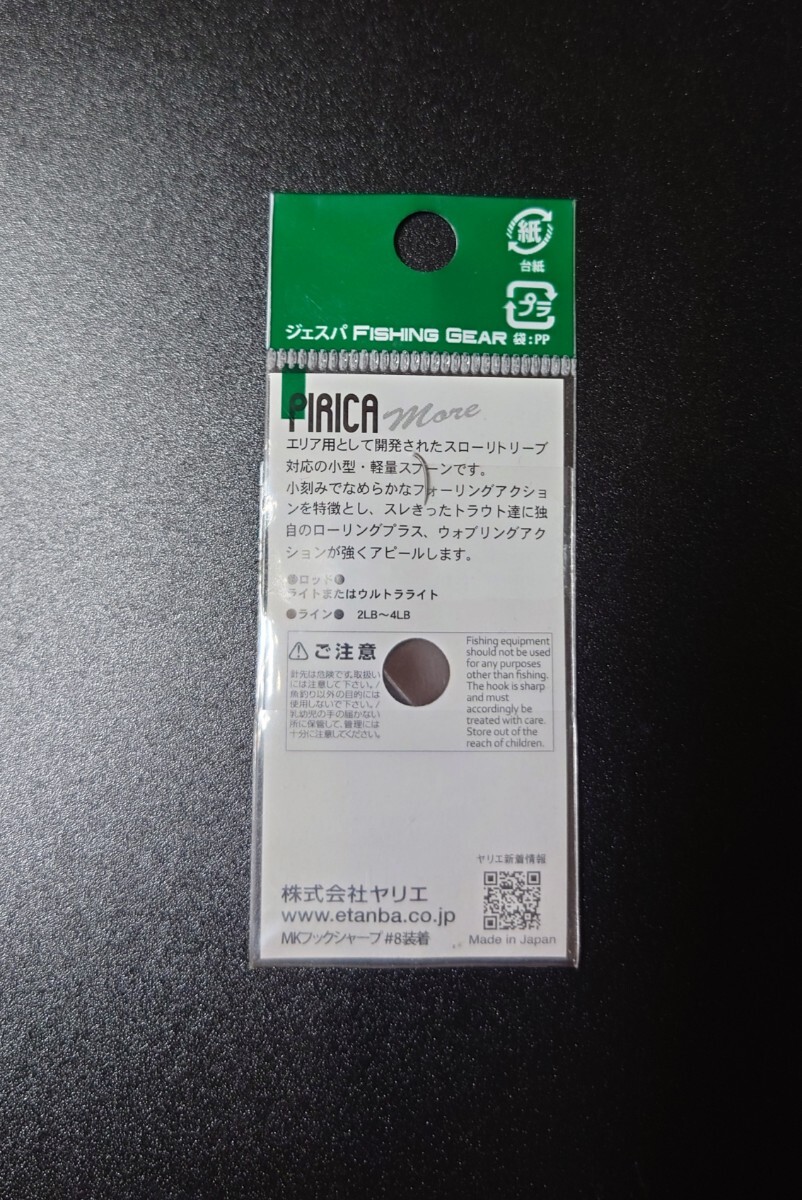 紙
台紙
プラ
ジェスパ FISHING GEAR 袋:PP
PIRICA More
エリア用として開発されたスローリトリーブ
対応の小型・軽量スプーンです。
小刻みでなめらかなフォーリングアクショ
ンを特徴とし、スレきったトラウト達に独
自のローリングプラス、ウォブリングアク
ションが強くアピールします。
●ロッド●
ライトまたはウルトラライト
●ライン● 2LB～4LB
ご注意
針先は危険です。取扱い
には注意して下さい。/
魚釣り以外の目的には
使用しないで下さい。/
乳幼児の手の届かない
所に保管して、管理には
十分に注意してください。
Fishing equipment
should not be used
for any purposes
other than fishing.
The hook is sharp
and must
accordingly be
treated with care.
Store out of the
reach of children.
ヤリエ新着情報
株式会社ヤリエ
www.etanba.co.jp
MKフックシャープ #8装着
Made in Japan